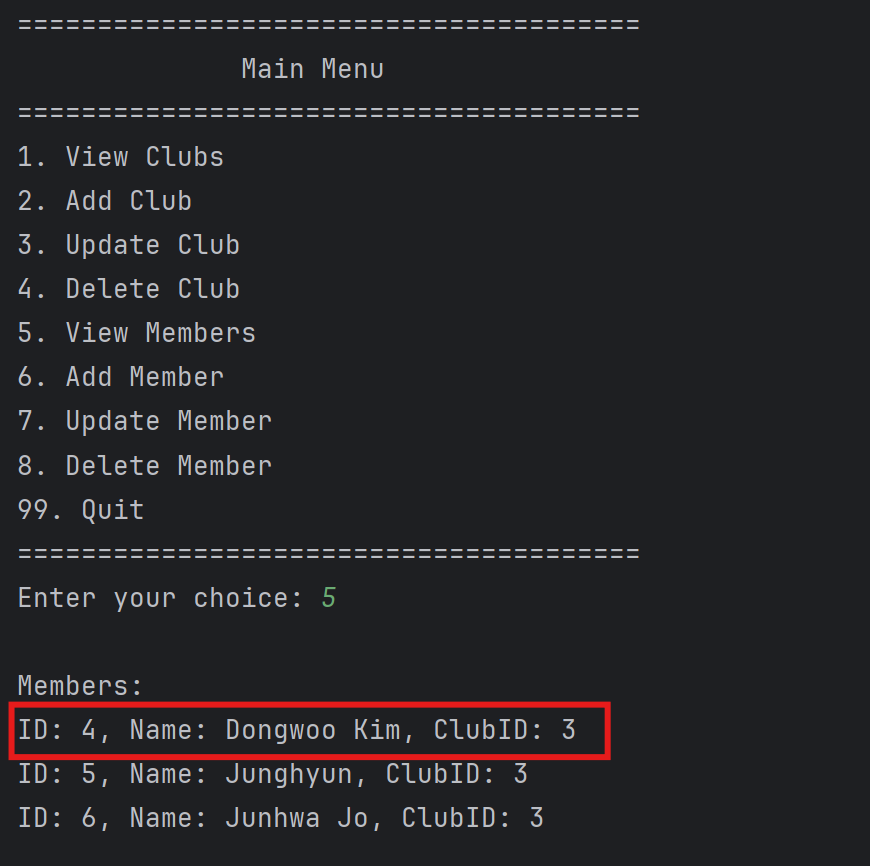 =======================================
Main Menu
=======================================
1. View Clubs
2. Add Club
3. Update Club
4. Delete Club
5. View Members
6. Add Member
7. Update Member
8. Delete Member
99. Quit
=======================================
Enter your choice: 5
Members:
ID: 4, Name: Dongwoo Kim, ClubID: 3
ID: 5, Name: Junghyun, ClubID: 3
ID: 6, Name: Junhwa Jo, ClubID: 3